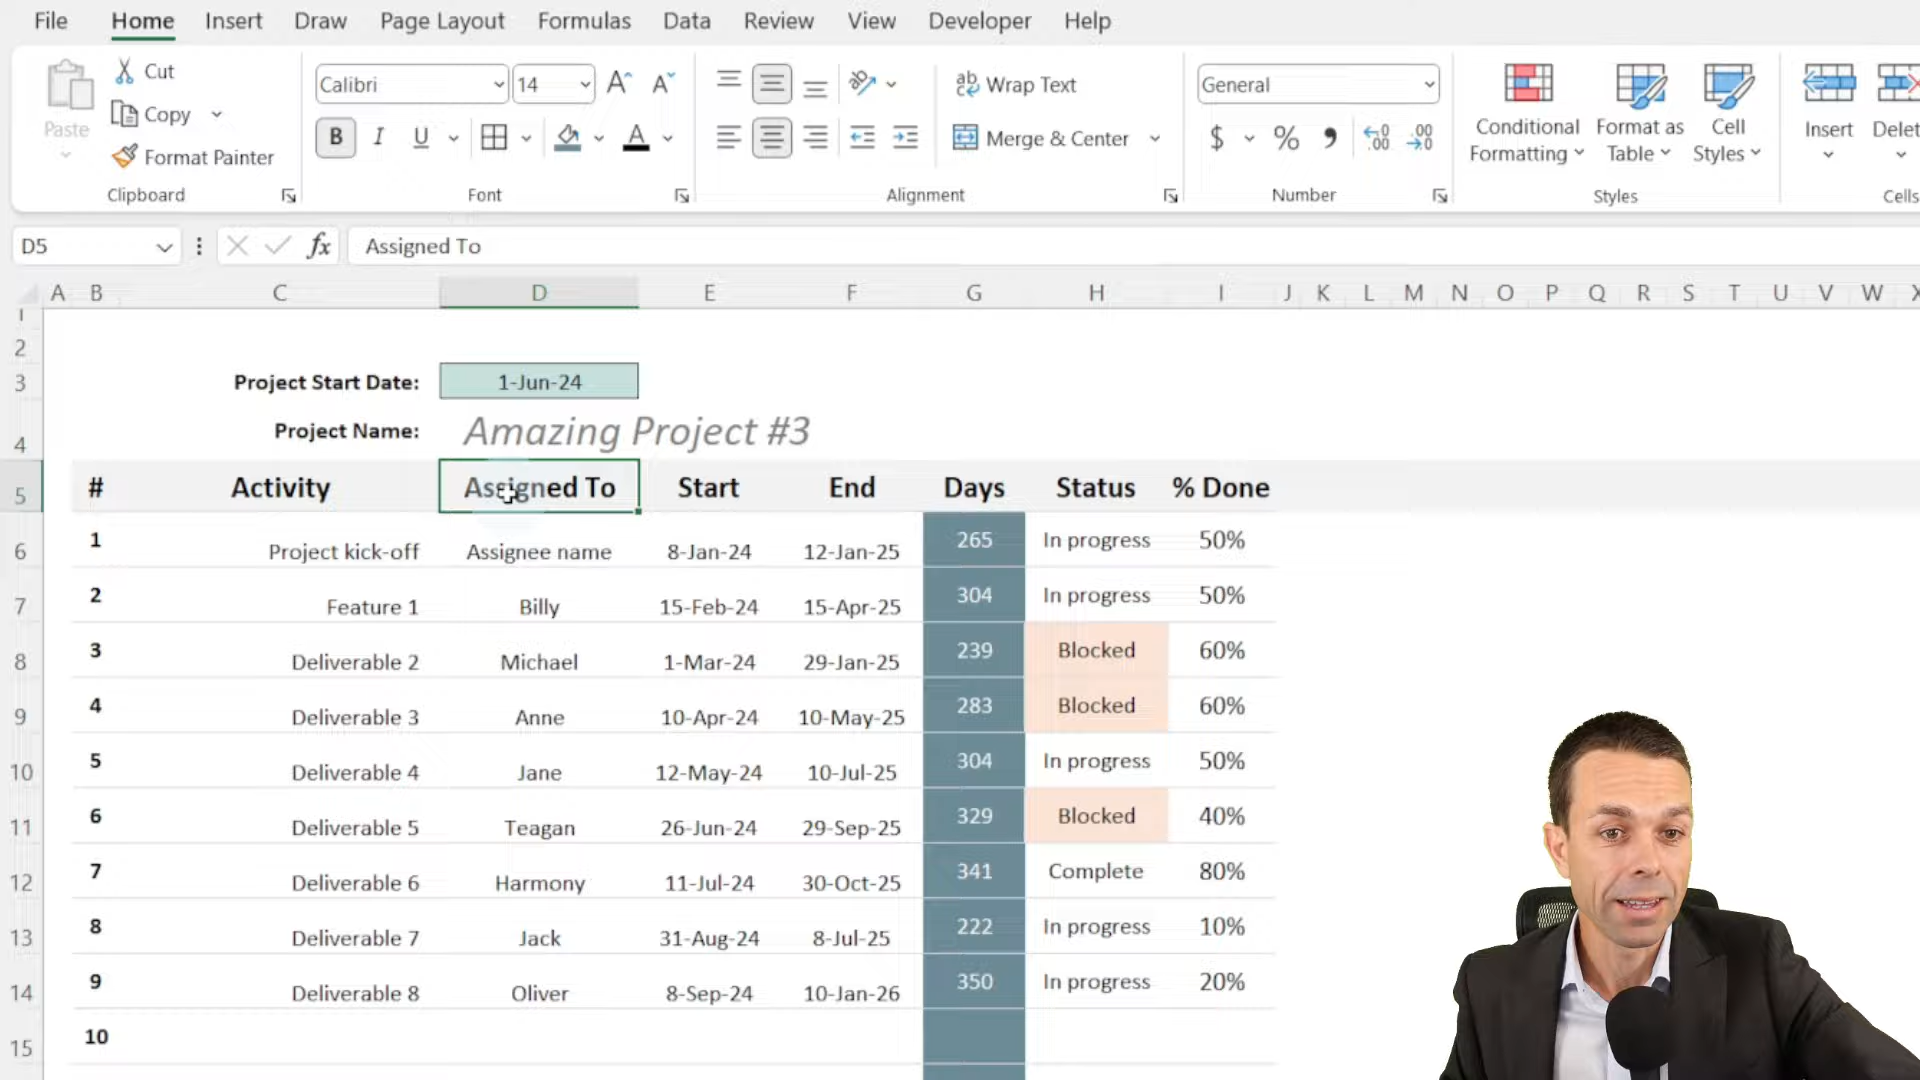 File Home Insert Draw Page Layout Formulas Data Review View Developer Help
Paste
Cut
Copy
Format Painter
Clipboard
Calibri 14
B I U
Font
Wrap Text
Merge & Center
Alignment
General
$ % ,
Number
Conditional Formatting
Format as Table
Cell Styles
Styles
Insert
Delet
Cells
D5 fx Assigned To
A B C D E F G H I J K L M N O P Q R S T U V W X
1
2
3 Project Start Date: 1-Jun-24
4 Project Name: Amazing Project #3
5 # Activity Assigned To Start End Days Status % Done
6 1 Project kick-off Assignee name 8-Jan-24 12-Jan-25 265 In progress 50%
7 2 Feature 1 Billy 15-Feb-24 15-Apr-25 304 In progress 50%
8 3 Deliverable 2 Michael 1-Mar-24 29-Jan-25 239 Blocked 60%
9 4 Deliverable 3 Anne 10-Apr-24 10-May-25 283 Blocked 60%
10 5 Deliverable 4 Jane 12-May-24 10-Jul-25 304 In progress 50%
11 6 Deliverable 5 Teagan 26-Jun-24 29-Sep-25 329 Blocked 40%
12 7 Deliverable 6 Harmony 11-Jul-24 30-Oct-25 341 Complete 80%
13 8 Deliverable 7 Jack 31-Aug-24 8-Jul-25 222 In progress 10%
14 9 Deliverable 8 Oliver 8-Sep-24 10-Jan-26 350 In progress 20%
15 10